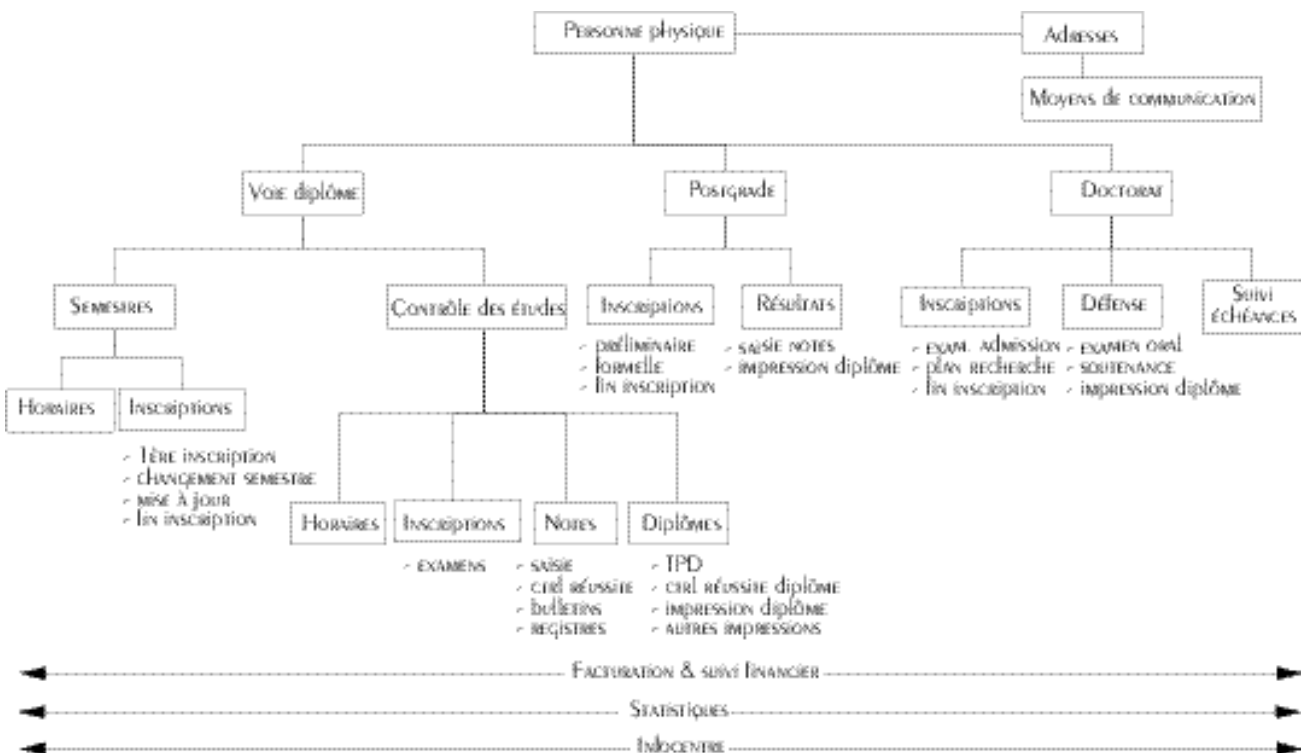 Personne physique
Adresses
Moyens de communication
Voie diplôme
Postgrade
Doctorat
Semestres
Contrôle des études
Inscriptions
Résultats
Inscriptions
Défense
Suivi
échéances
- préliminaire
- formelle
- fin inscription
- saisie notes
- impression diplôme
- exam. admission
- plan recherche
- fin inscription
- examen oral
- soutenance
- impression diplôme
Horaires
Inscriptions
- 1ère inscription
- changement semestre
- mise à jour
- fin inscription
Horaires
Inscriptions
Notes
Diplômes
- examens
- saisie
- ctrl réussite
- bulletins
- registres
- TPD
- ctrl réussite diplôme
- impression diplôme
- autres impressions
Facturation & suivi financier
Statistiques
Infocentre